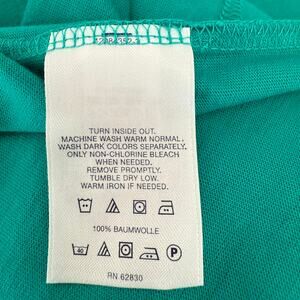 TURN INSIDE OUT.
MACHINE WASH WARM NORMAL.
WASH DARK COLORS SEPARATELY.
ONLY NON-CHLORINE BLEACH
WHEN NEEDED.
REMOVE PROMPTLY.
TUMBLE DRY LOW.
WARM IRON IF NEEDED.
100% BAUMWOLLE
40 P
RN 62830